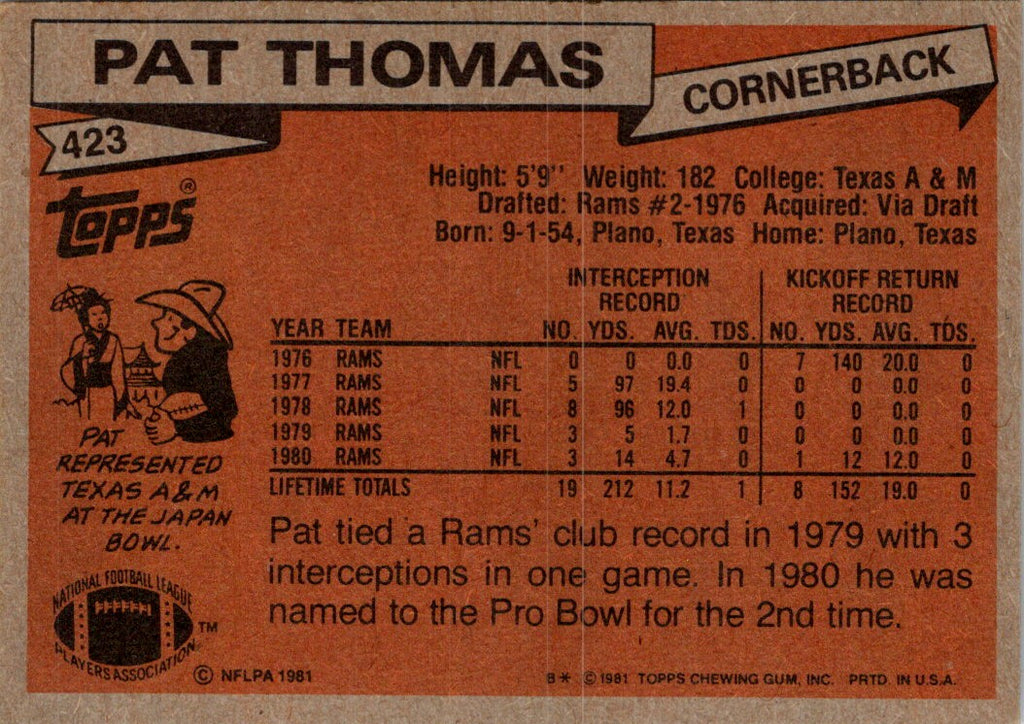 PAT THOMAS
CORNERBACK
423
TOPPS®
Height: 5'9" Weight: 182 College: Texas A & M
Drafted: Rams #2-1976 Acquired: Via Draft
Born: 9-1-54, Plano, Texas Home: Plano, Texas
INTERCEPTION RECORD KICKOFF RETURN RECORD
YEAR TEAM NO. YDS. AVG. TDS. NO. YDS. AVG. TDS.
1976 RAMS NFL 0 0 0.0 0 7 140 20.0 0
1977 RAMS NFL 5 97 19.4 0 0 0 0.0 0
1978 RAMS NFL 8 96 12.0 1 0 0 0.0 0
1979 RAMS NFL 3 5 1.7 0 0 0 0.0 0
1980 RAMS NFL 3 14 4.7 0 1 12 12.0 0
LIFETIME TOTALS 19 212 11.2 1 8 152 19.0 0
PAT
REPRESENTED
TEXAS A & M
AT THE JAPAN
BOWL.
Pat tied a Rams' club record in 1979 with 3
interceptions in one game. In 1980 he was
named to the Pro Bowl for the 2nd time.
NATIONAL FOOTBALL LEAGUE
PLAYERS ASSOCIATION
TM
© NFLPA 1981
B* © 1981 TOPPS CHEWING GUM, INC. PRTD. IN U.S.A.